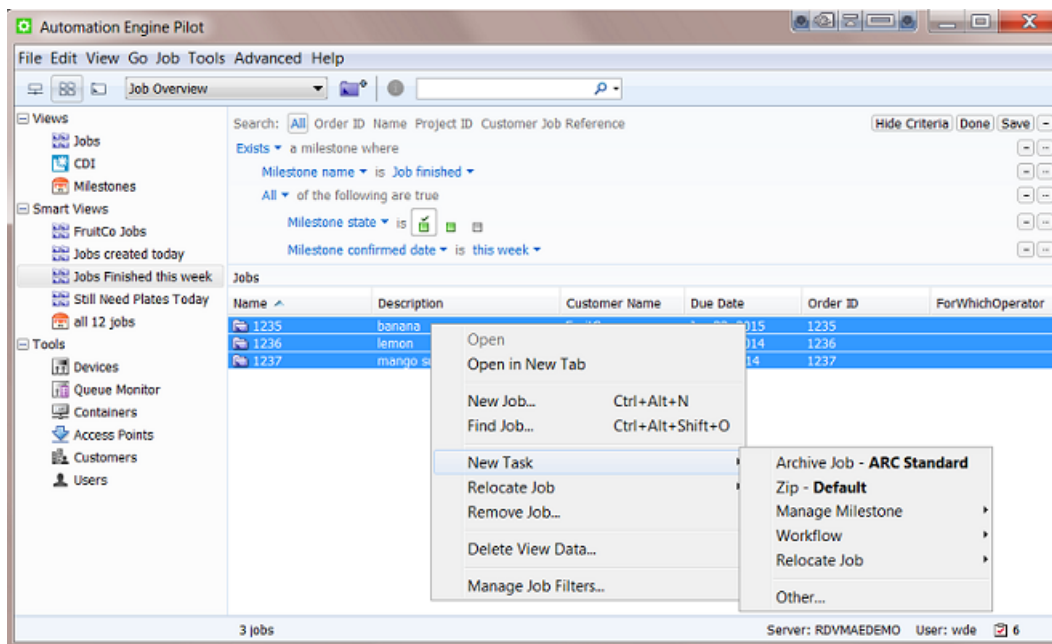 Automation Engine Pilot
File Edit View Go Job Tools Advanced Help
Job Overview
Views
Jobs
CDI
Milestones
Smart Views
FruitCo Jobs
Jobs created today
Jobs Finished this week
Still Need Plates Today
all 12 jobs
Tools
Devices
Queue Monitor
Containers
Access Points
Customers
Users
Search: All Order ID Name Project ID Customer Job Reference Hide Criteria Done Save
Exists a milestone where
Milestone name is Job finished
All of the following are true
Milestone state is
Milestone confirmed date is this week
Jobs
Name Description Customer Name Due Date Order ID ForWhichOperator
1235 banana 2015 1235
1236 lemon 1236
1237 mango 1237
Open
Open in New Tab
New Job... Ctrl+Alt+N
Find Job... Ctrl+Alt+Shift+O
New Task
Relocate Job
Remove Job...
Delete View Data...
Manage Job Filters...
Archive Job - ARC Standard
Zip - Default
Manage Milestone
Workflow
Relocate Job
Other...
3 jobs Server: RDVMAEDEMO User: wde 6